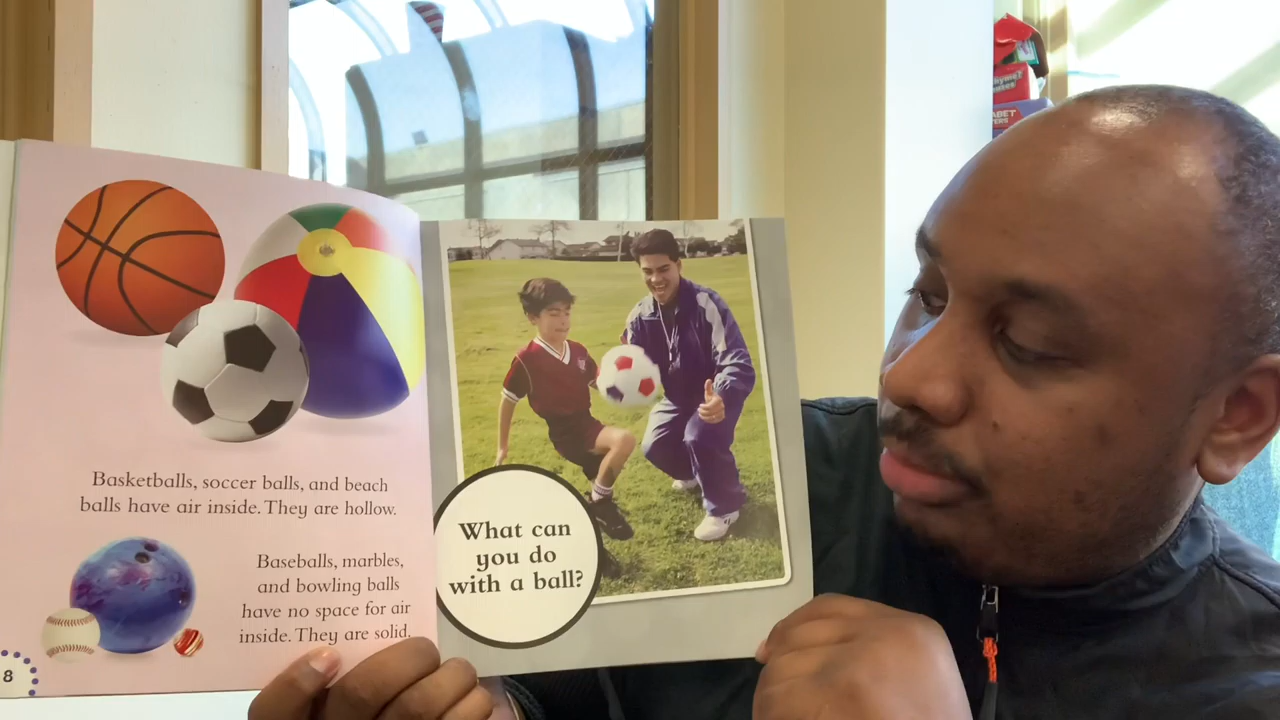 Basketballs, soccer balls, and beach
balls have air inside. They are hollow.
Baseballs, marbles,
and bowling balls
have no space for air
inside. They are solid.
8
What can
you do
with a ball?